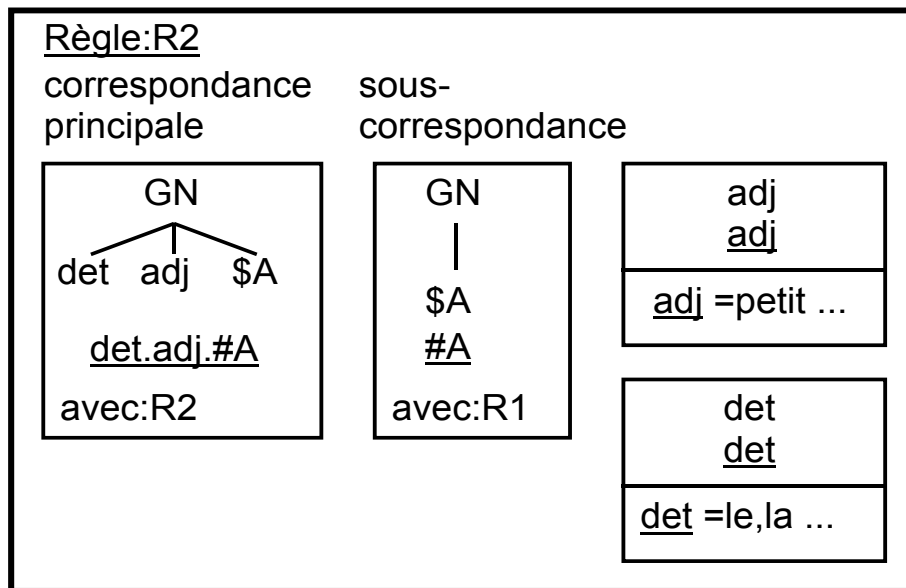 Règle:R2
correspondance
principale
sous-
correspondance
GN
det adj $A
det.adj.#A
avec:R2
GN
$A
#A
avec:R1
adj
adj
adj =petit ...
det
det
det =le,la ...